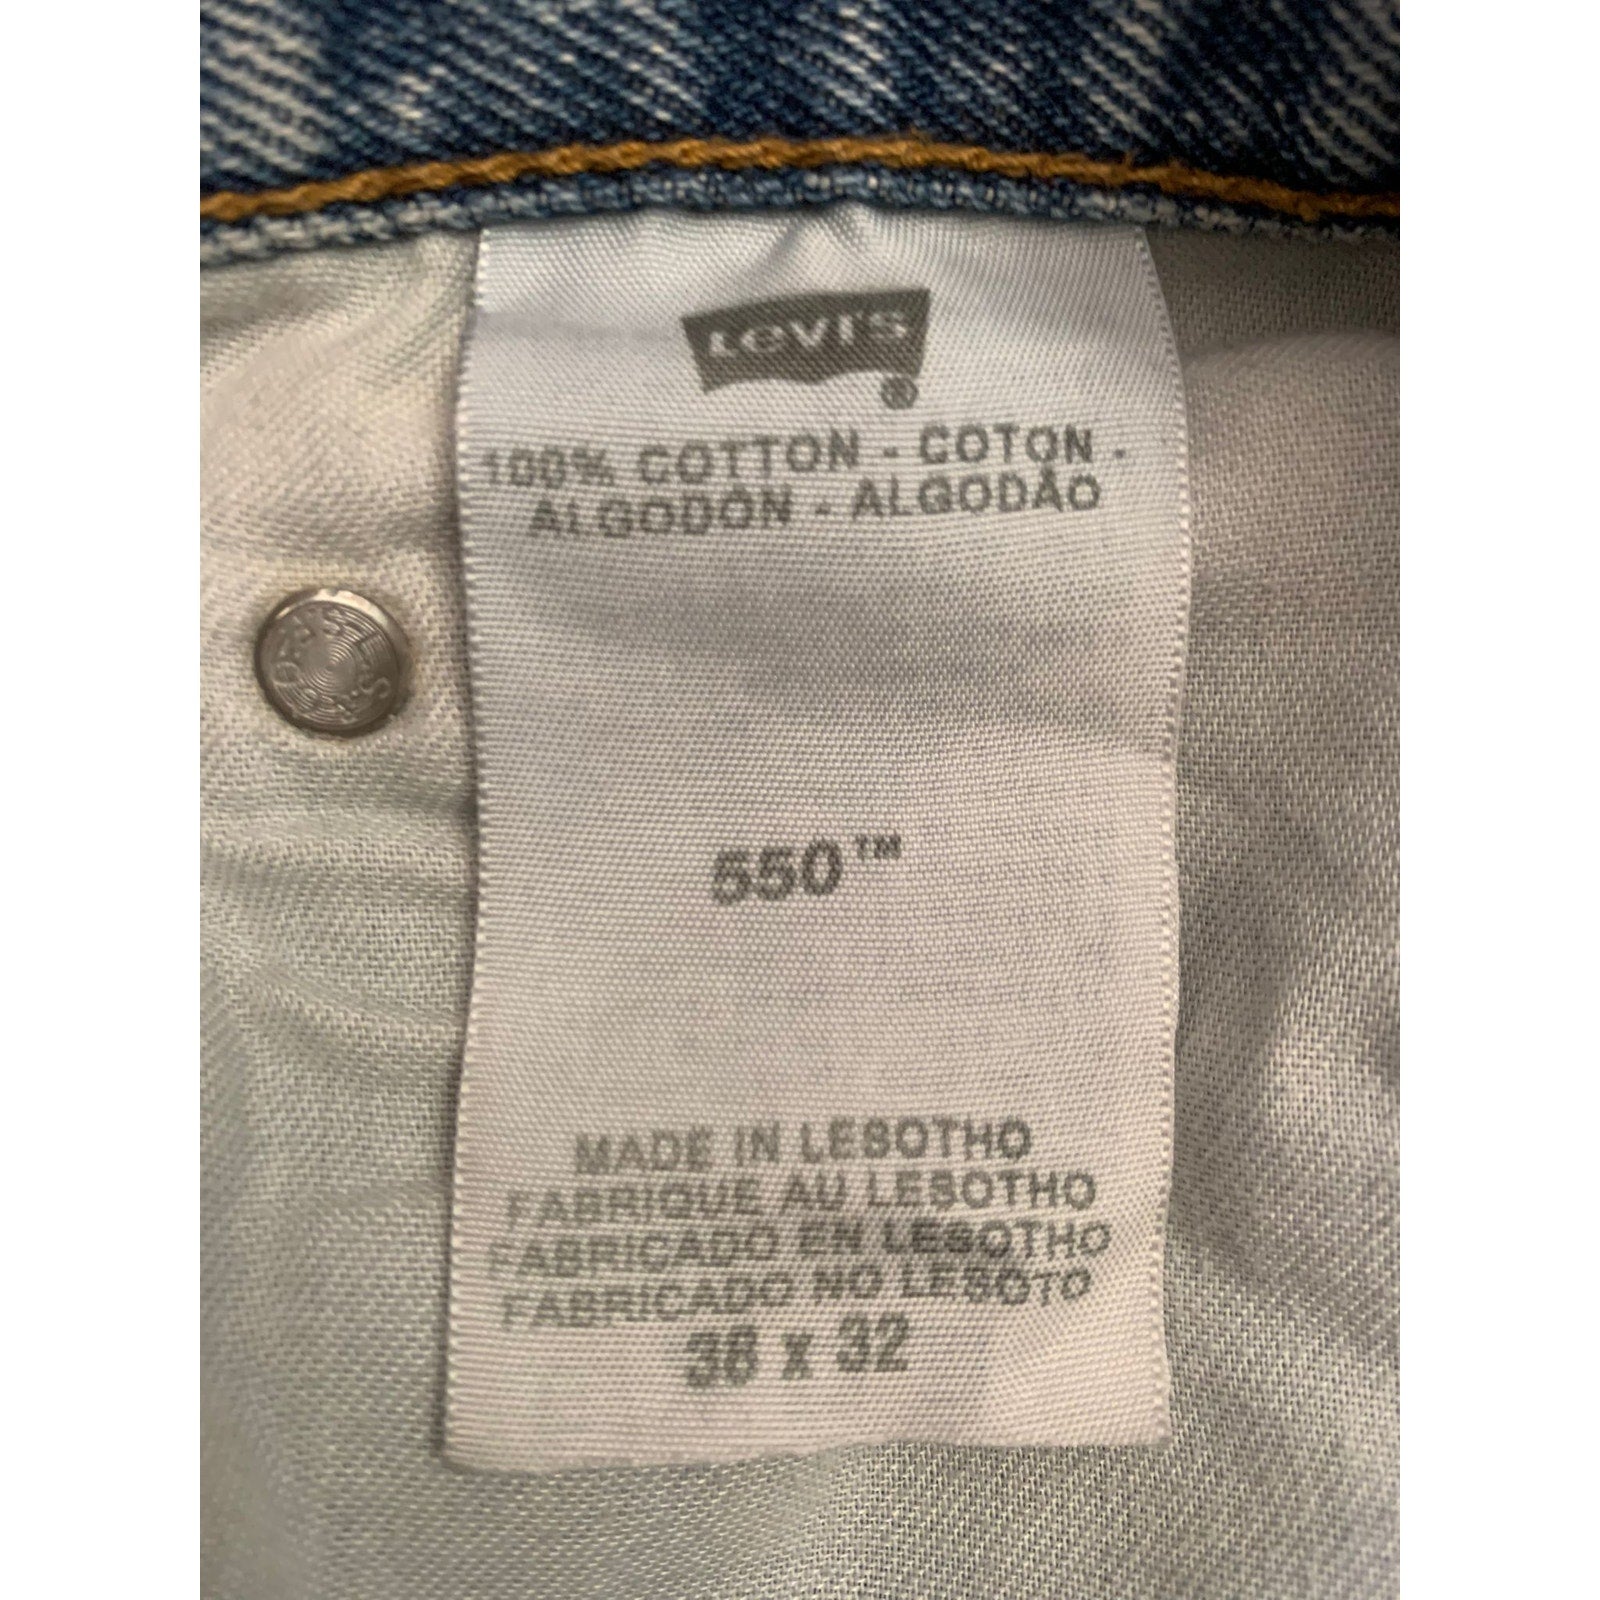 Levi's
®
100% COTTON - COTON -
ALGODÓN - ALGODÃO
550™
MADE IN LESOTHO
FABRIQUE AU LESOTHO
FABRICADO EN LESOTHO
FABRICADO NO LESOTO
38 x 32